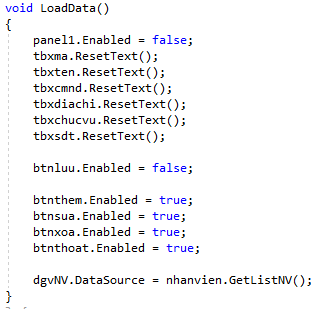 void LoadData()
{
panel1.Enabled = false;
tbxma.ResetText();
tbxten.ResetText();
tbxcmnd.ResetText();
tbxdiachi.ResetText();
tbxchucvu.ResetText();
tbxsdt.ResetText();
btnluu.Enabled = false;
btnthem.Enabled = true;
btnsua.Enabled = true;
btnxoa.Enabled = true;
btnthoat.Enabled = true;
dgvNV.DataSource = nhanvien.GetListNV();
}